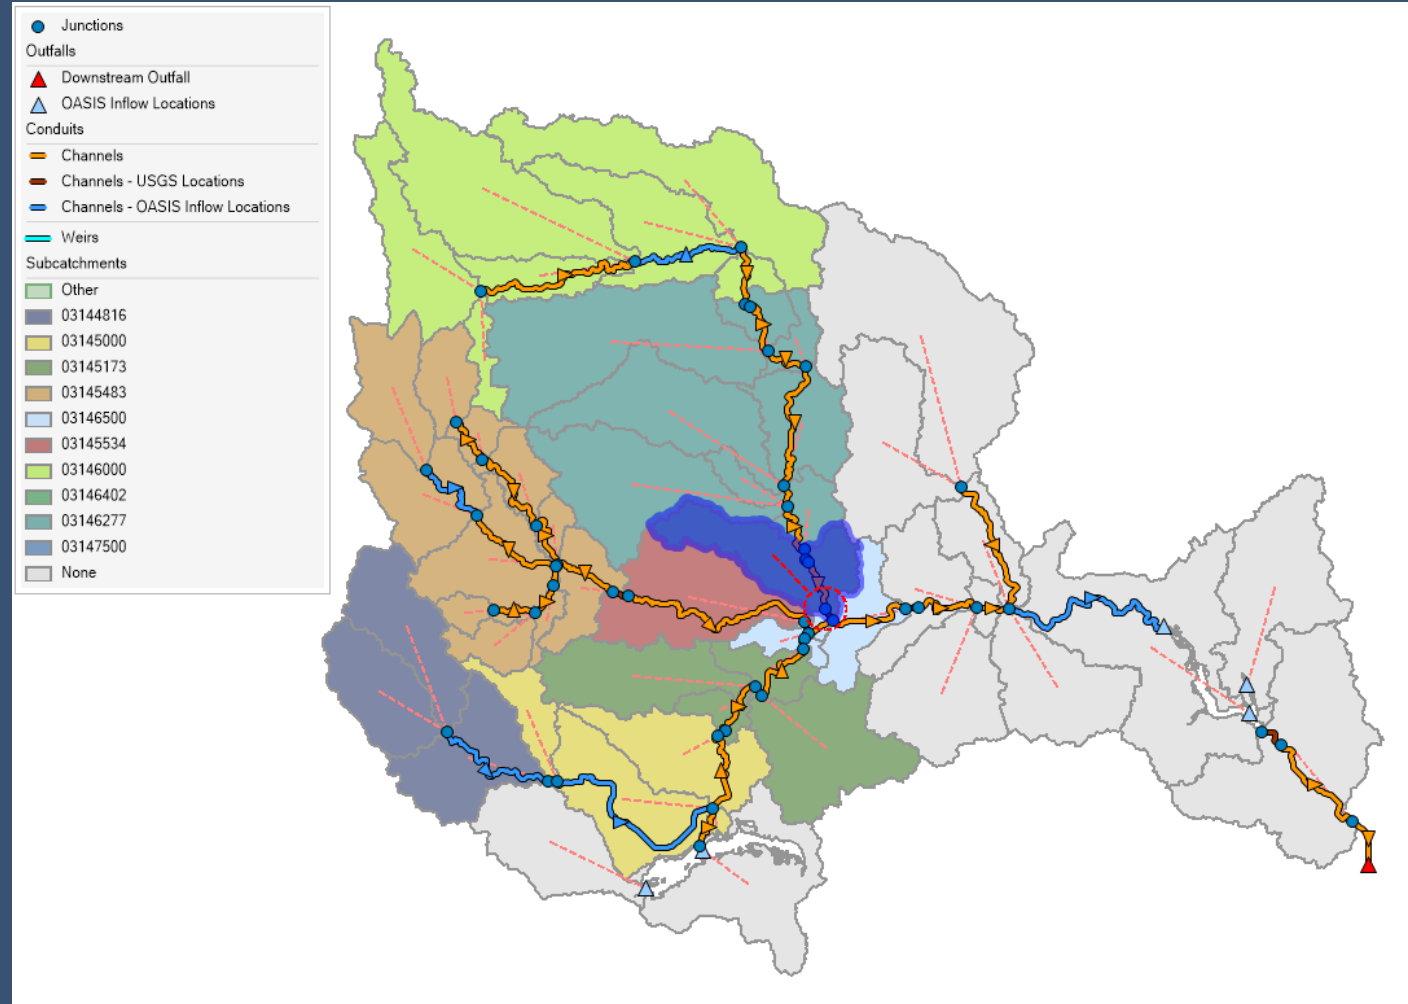 Junctions
Outfalls
Downstream Outfall
OASIS Inflow Locations
Conduits
Channels
Channels - USGS Locations
Channels - OASIS Inflow Locations
Weirs
Subcatchments
Other
03144816
03145000
03145173
03145483
03146500
03145534
03146000
03146402
03146277
03147500
None